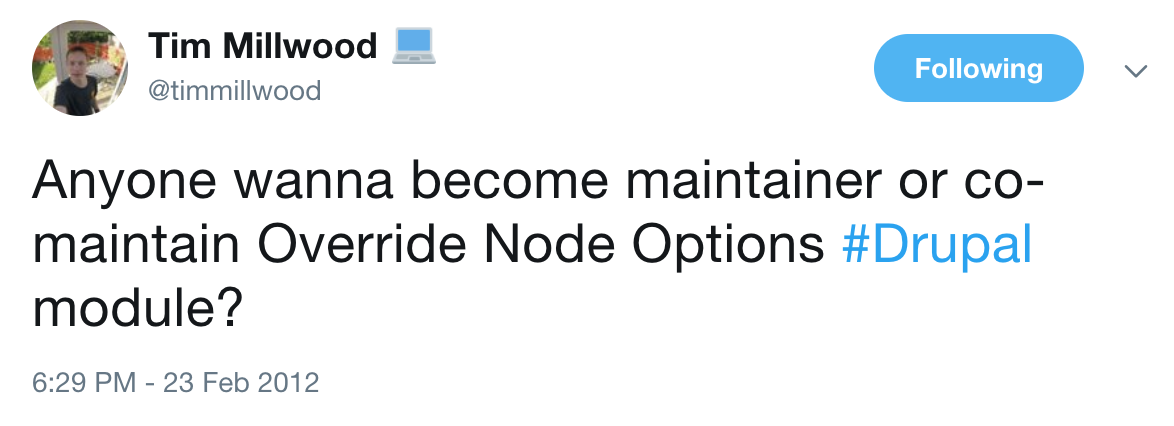 Tim Millwood 💻
@timmillwood
Following
Anyone wanna become maintainer or co-
maintain Override Node Options #Drupal
module?
6:29 PM - 23 Feb 2012